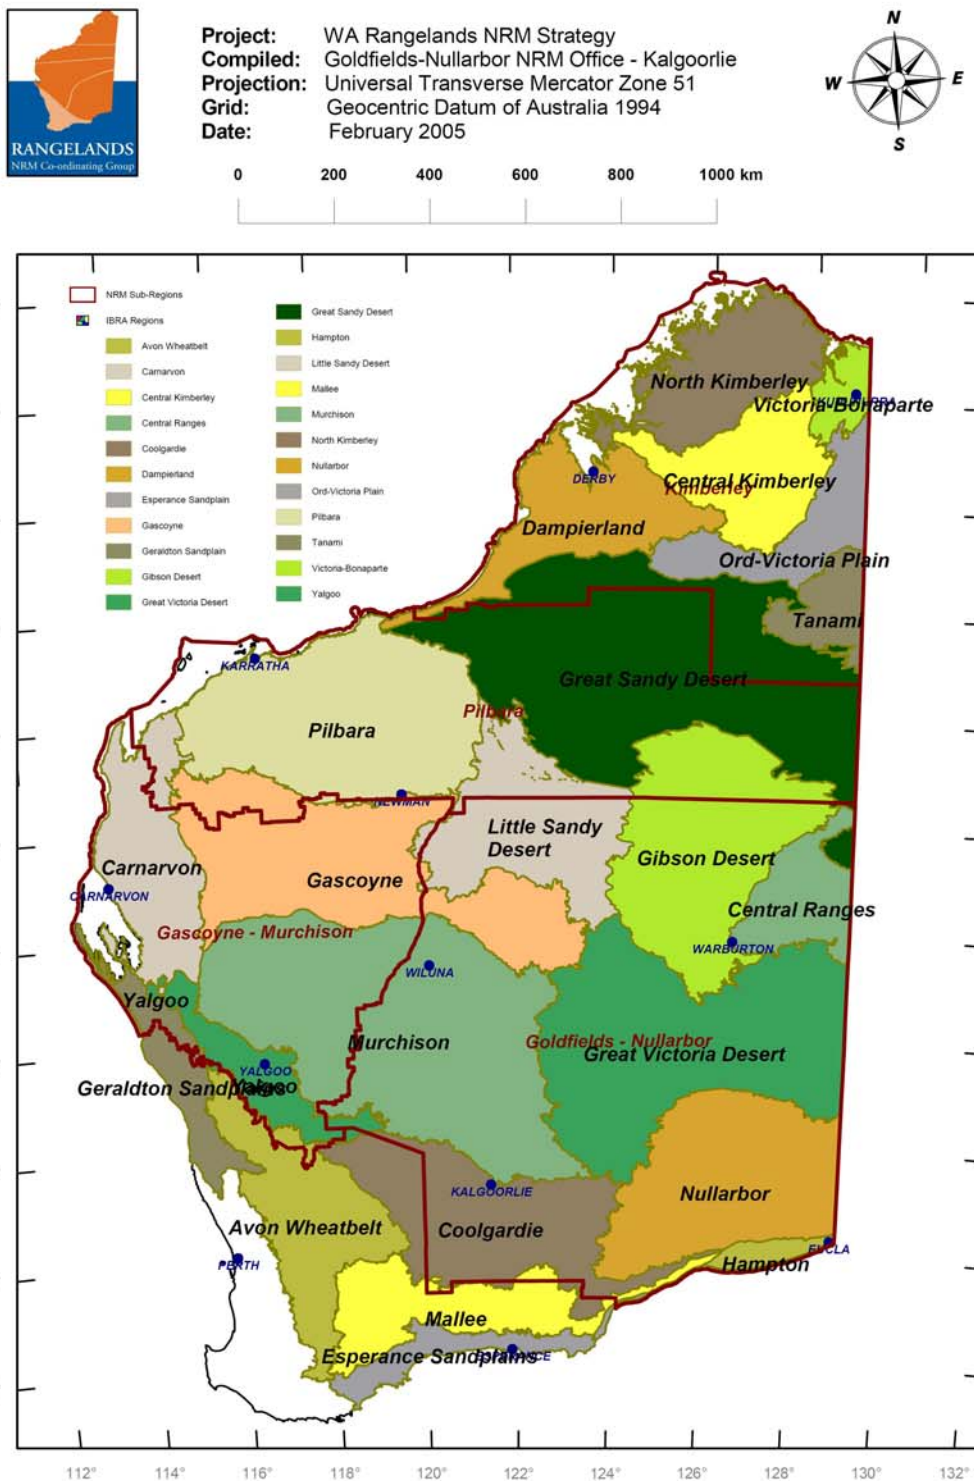 RANGELANDS
NRM Co-ordinating Group
Project: WA Rangelands NRM Strategy
Compiled: Goldfields-Nullarbor NRM Office - Kalgoorlie
Projection: Universal Transverse Mercator Zone 51
Grid: Geocentric Datum of Australia 1994
Date: February 2005
N
W
E
S
0 200 400 600 800 1000 km
NRM Sub-Regions
IBRA Regions
Avon Wheatbelt
Carnarvon
Central Kimberley
Central Ranges
Coolgardie
Dampierland
Esperance Sandplain
Gascoyne
Geraldton Sandplain
Gibson Desert
Great Victoria Desert
Great Sandy Desert
Hampton
Little Sandy Desert
Mallee
Murchison
North Kimberley
Nullarbor
Ord-Victoria Plain
Pilbara
Tanami
Victoria-Bonaparte
Yalgoo
North Kimberley
Victoria-Bonaparte
DERBY
Central Kimberley
Kimberley
Dampierland
Ord-Victoria Plain
Tanami
KARRATHA
Great Sandy Desert
Pilbara
Pilbara
NEWMAN
Little Sandy
Desert
Gibson Desert
Carnarvon
CARNARVON
Gascoyne
Central Ranges
Gascoyne - Murchison
WARBURTON
WILUNA
Yalgoo
Murchison
Goldfields - Nullarbor
Great Victoria Desert
YALGOO
Geraldton Sandplains
Yalgoo
KALGOORLIE
Nullarbor
Avon Wheatbelt
Coolgardie
PERTH
EUCLA
Hampton
Mallee
Esperance Sandplains
ESPERANCE
112° 114° 116° 118° 120° 122° 124° 126° 128° 130° 132°